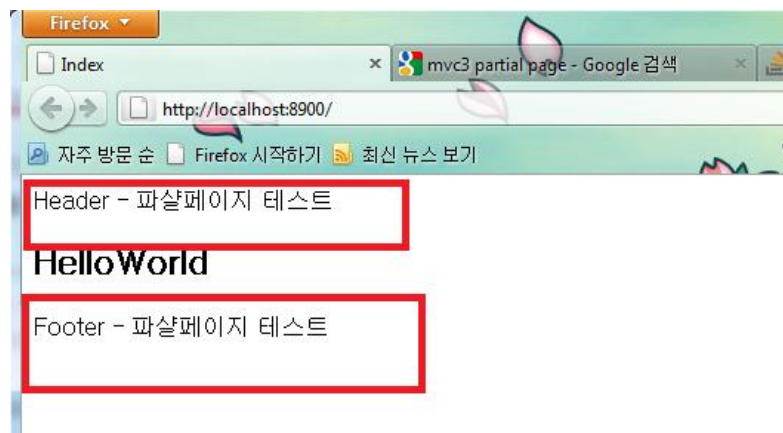 Firefox
Index
mvc3 partial page - Google 검색
http://localhost:8900/
자주 방문 순
Firefox 시작하기
최신 뉴스 보기
Header - 파샬페이지 테스트
HelloWorld
Footer - 파샬페이지 테스트